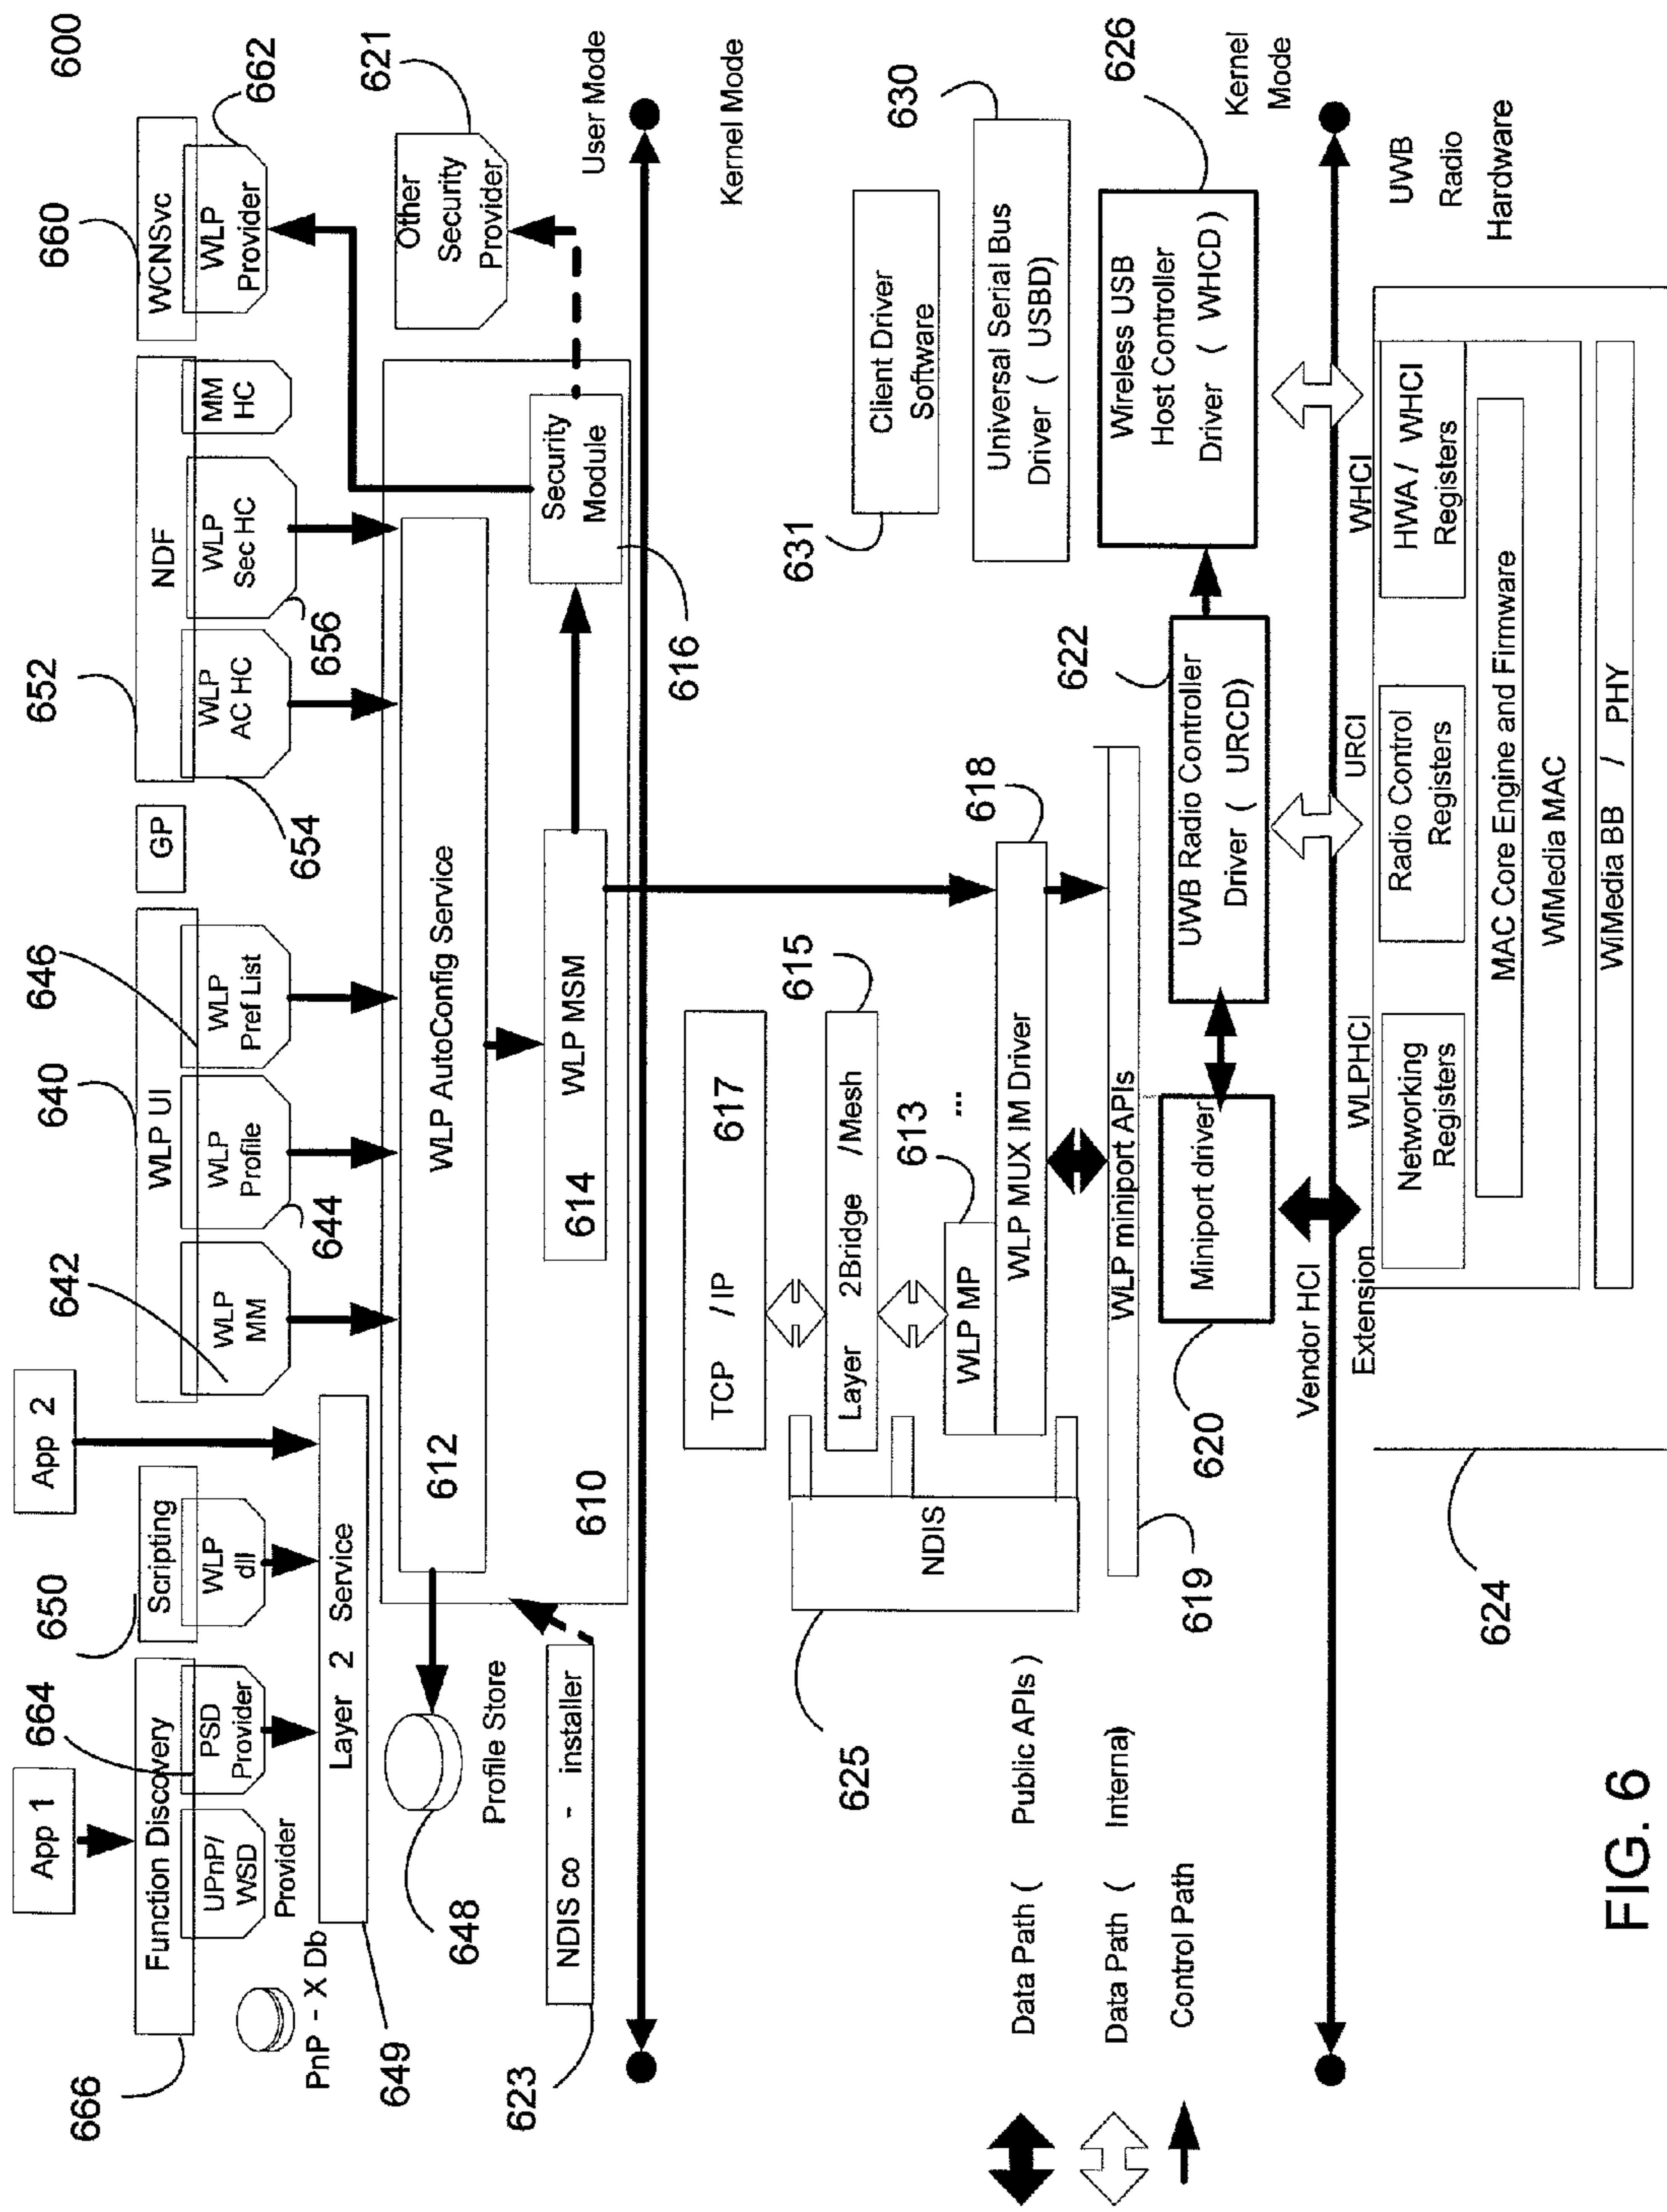 600
660
662
652
640
646
642
650
664
666
App 1
App 2
Function Discovery
UPnP/
WSD
Provider
PSD
Provider
Scripting
WLP
dll
WLP UI
WLP
MM
WLP
Profile
WLP
Pref List
GP
NDF
WLP
AC HC
WLP
Sec HC
MM
HC
WCNSvc
WLP
Provider
644
654
656
621
Other
Security
Provider
PnP - X Db
649
Layer 2 Service
612
WLP AutoConfig Service
648
Profile Store
610
614
WLP MSM
Security
Module
616
623
NDIS co - installer
User Mode
Kernel Mode
TCP / IP 617
615
Layer 2Bridge /Mesh
613
...
618
WLP MP
WLP MUX IM Driver
NDIS
625
WLP miniport APIs
619
631
Client Driver
Software
630
Universal Serial Bus
Driver ( USBD)
620
Miniport driver
622
UWB Radio Controller
Driver ( URCD)
626
Wireless USB
Host Controller
Driver ( WHCD)
Kernel
Mode
Vendor HCI
Extension
WLPHCI
URCI
WHCI
UWB
Radio
Hardware
624
Networking
Registers
Radio Control
Registers
HWA / WHCI
Registers
MAC Core Engine and Firmware
WiMedia MAC
WiMedia BB / PHY
Data Path ( Public APIs )
Data Path ( Internal)
Control Path
FIG. 6